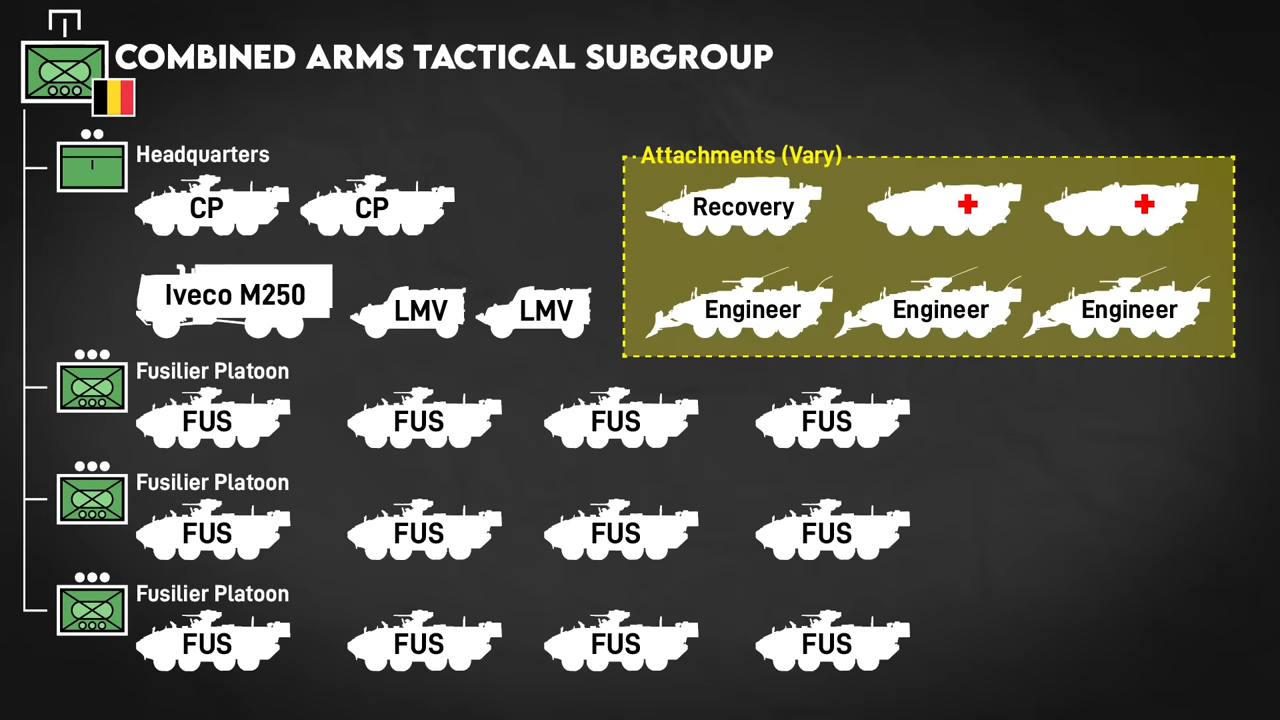 COMBINED ARMS TACTICAL SUBGROUP
Headquarters
CP CP
Iveco M250 LMV LMV
Attachments (Vary)
Recovery
Engineer Engineer Engineer
Fusilier Platoon
FUS FUS FUS FUS
Fusilier Platoon
FUS FUS FUS FUS
Fusilier Platoon
FUS FUS FUS FUS